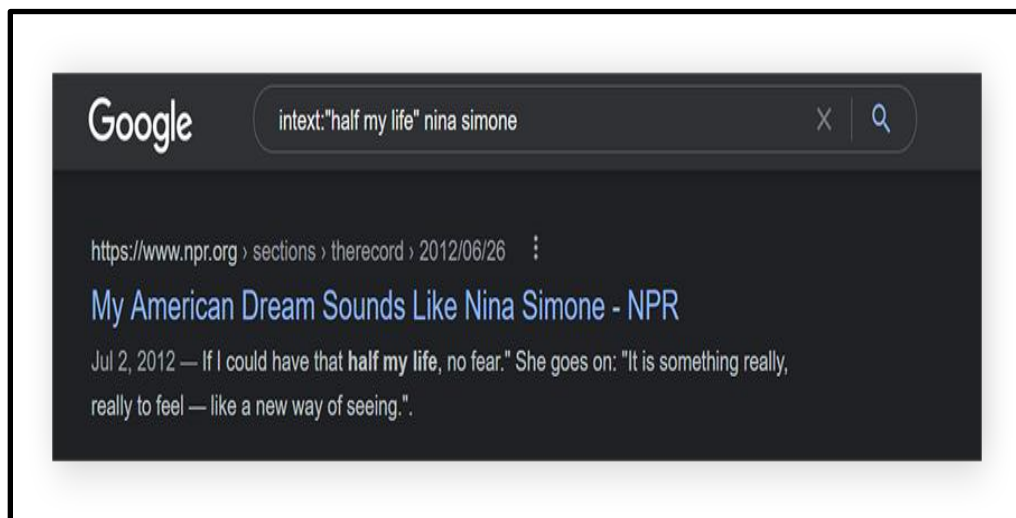 Google
intext:"half my life" nina simone
https://www.npr.org › sections › therecord › 2012/06/26
My American Dream Sounds Like Nina Simone - NPR
Jul 2, 2012 — If I could have that half my life, no fear." She goes on: "It is something really,
really to feel — like a new way of seeing.".